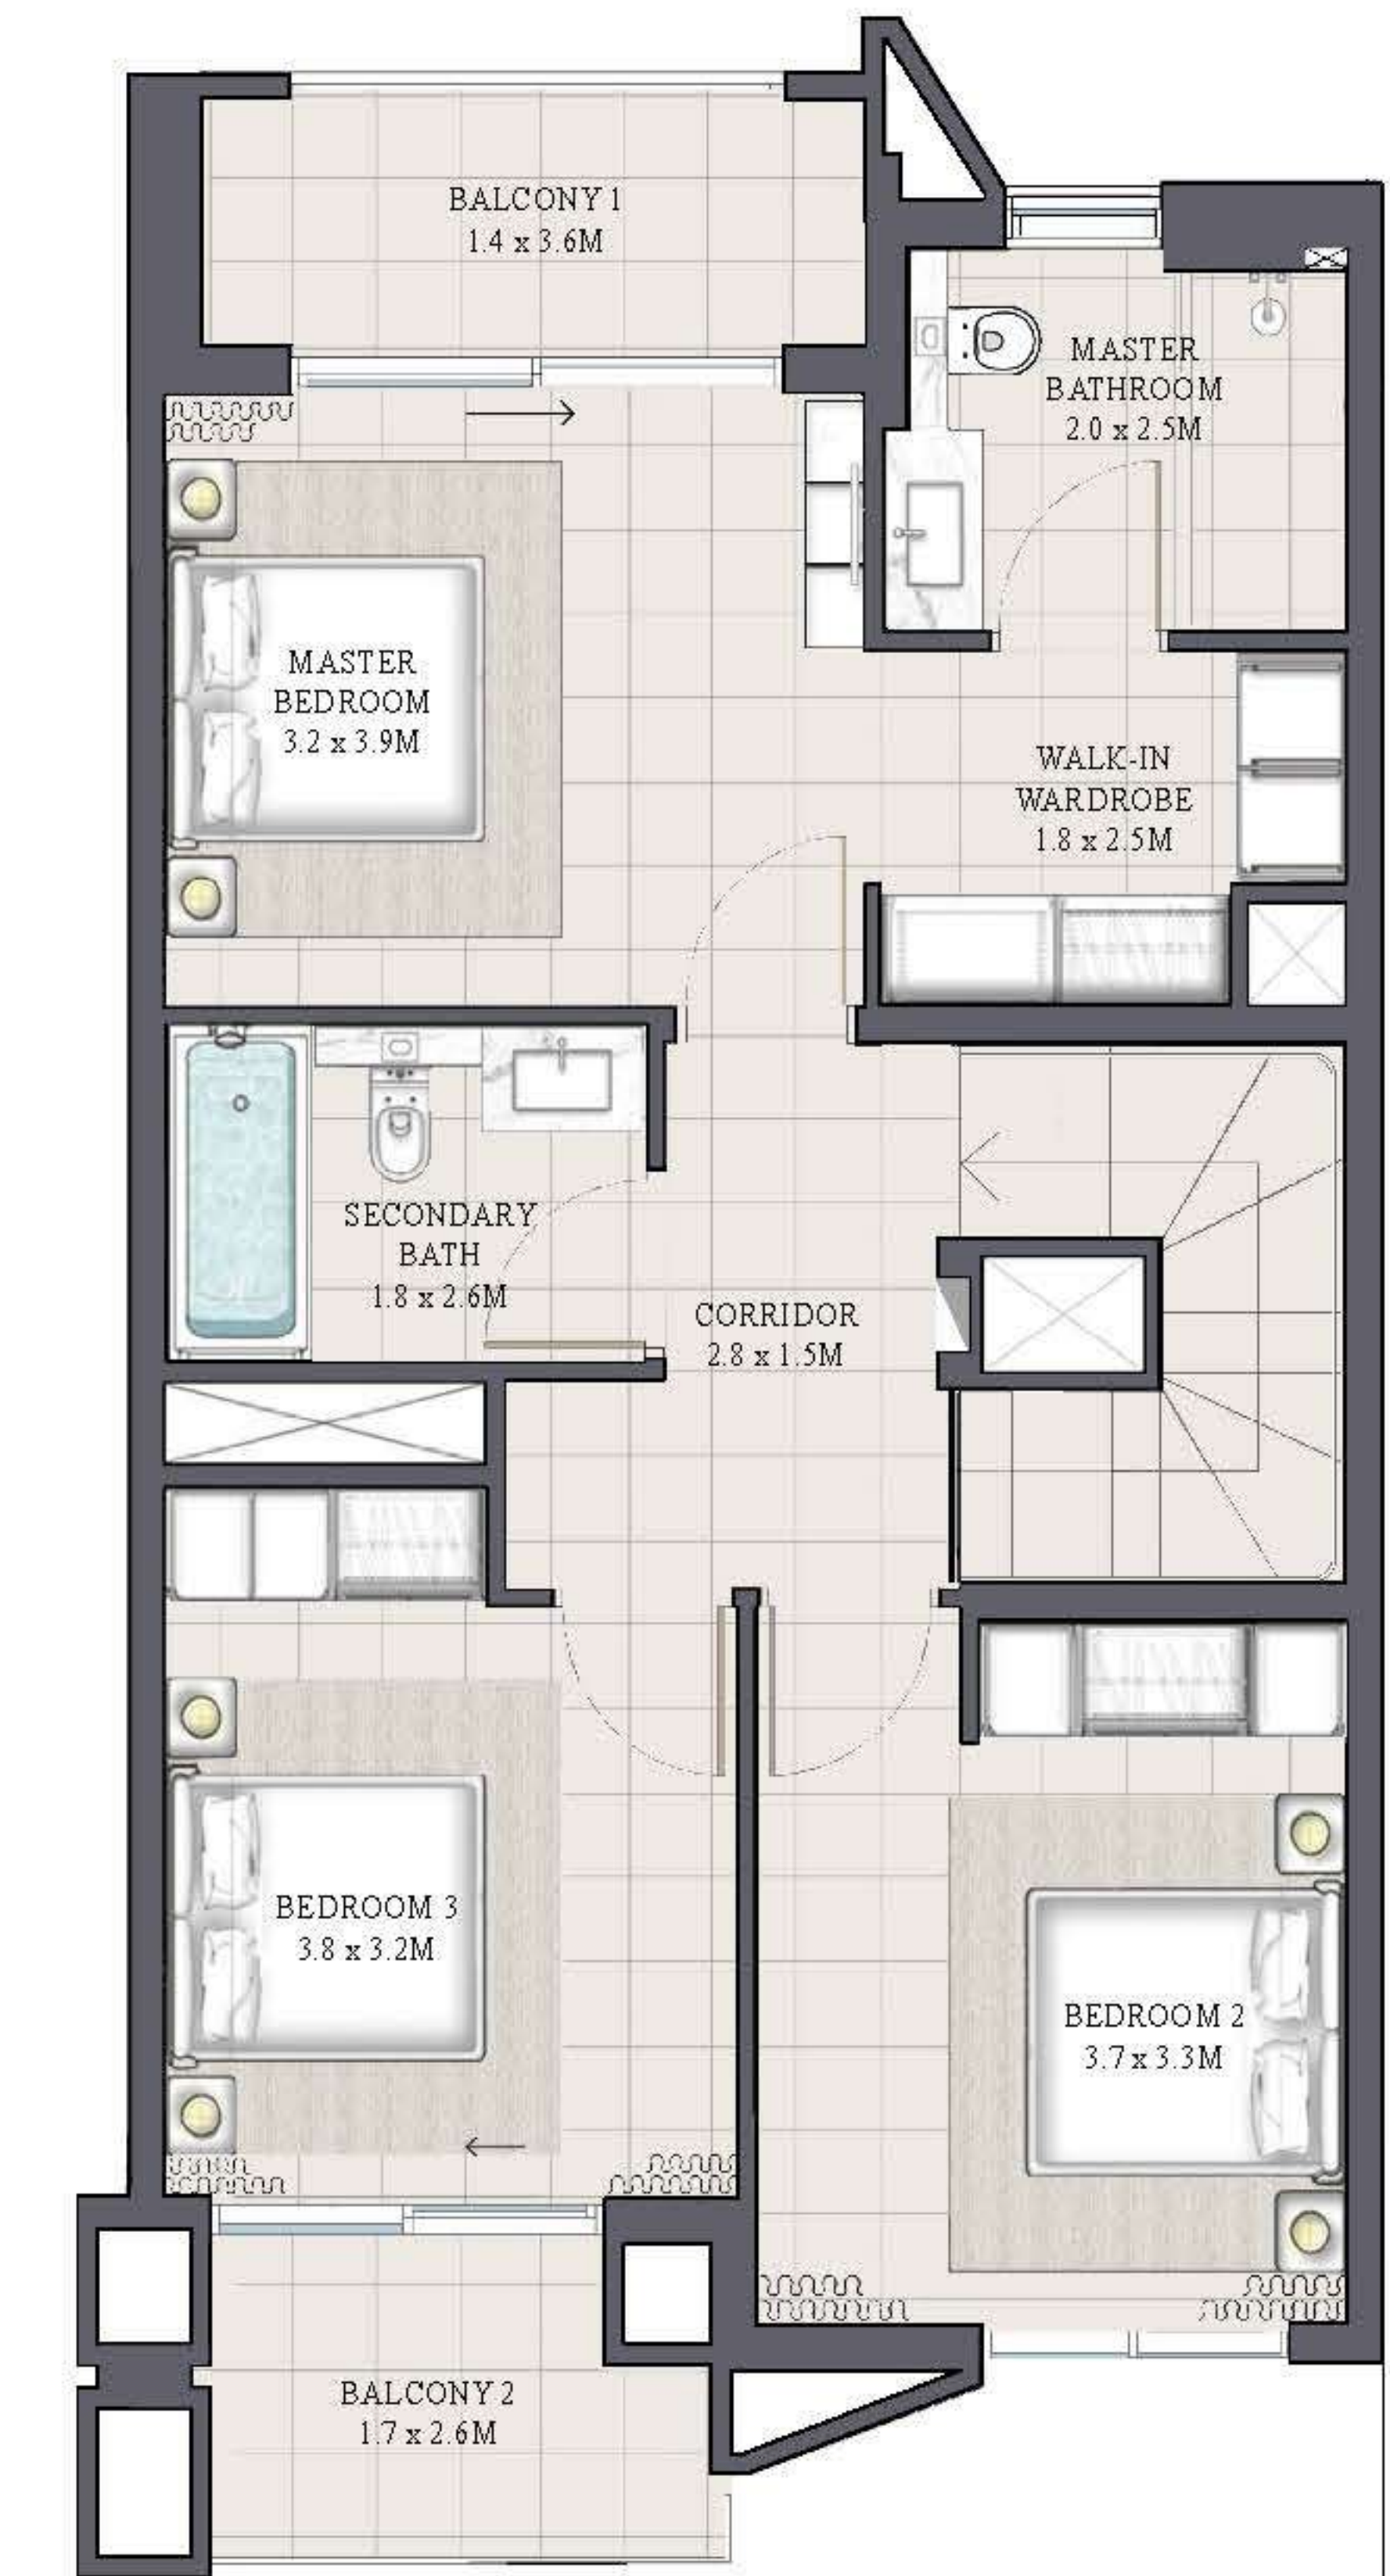 BALCONY 1
1.4 x 3.6M
MASTER
BATHROOM
2.0 x 2.5M
MASTER
BEDROOM
3.2 x 3.9M
WALK-IN
WARDROBE
1.8 x 2.5M
SECONDARY
BATH
1.8 x 2.6M
CORRIDOR
2.8 x 1.5M
BEDROOM 3
3.8 x 3.2M
BEDROOM 2
3.7 x 3.3M
BALCONY 2
1.7 x 2.6M